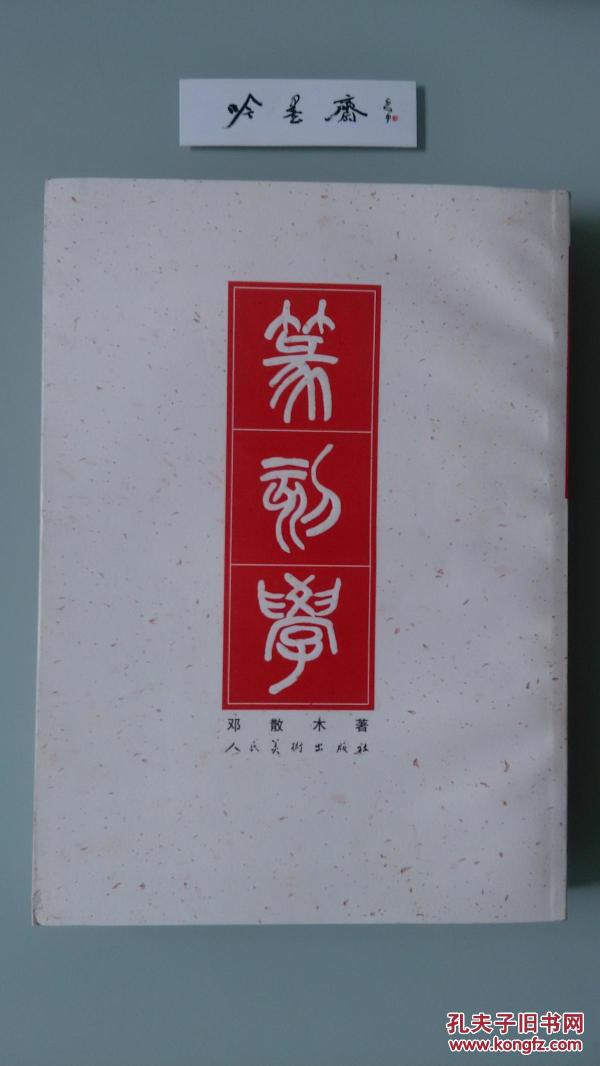 吟墨齋
篆刻學
邓散木著
人民美術出版社
孔夫子旧书网
www.kongfz.com